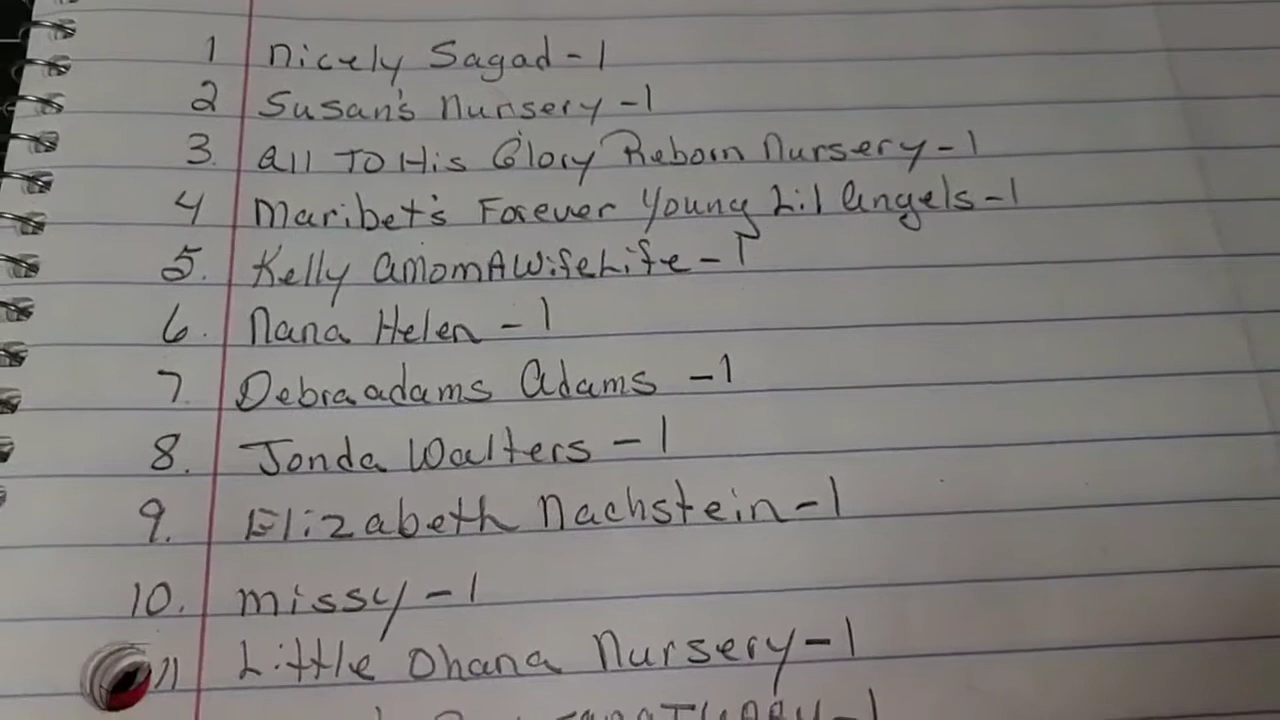 1 Nicely Sagad - 1
2 Susan's Nursery - 1
3. All To His Glory Reborn Nursery - 1
4 Maribet's Forever Young Lil Angels - 1
5. Kelly AMomAWifeLife - 1
6. Nana Helen - 1
7. Debraadams Adams - 1
8. Jonda Walters - 1
9. Elizabeth Nachstein - 1
10. Missy - 1
11 Little Ohana Nursery - 1
- 1